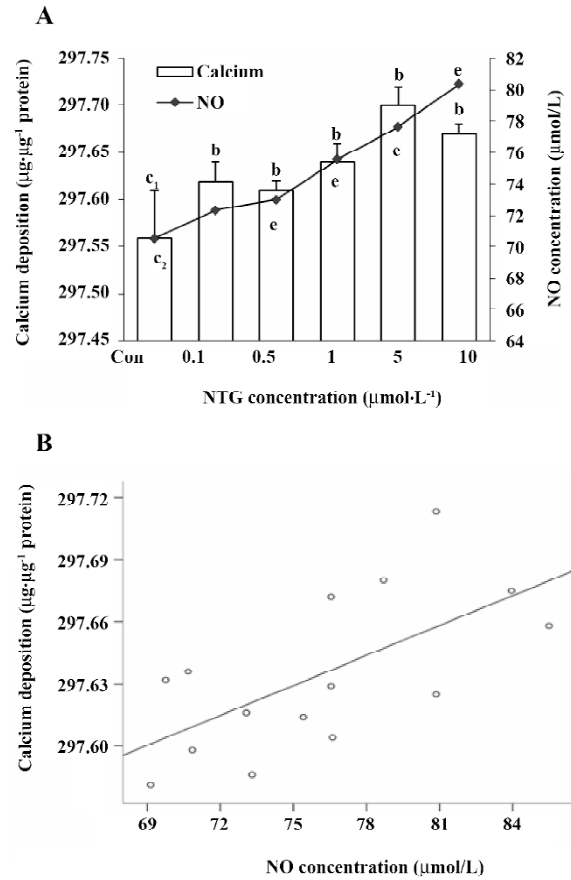 A
Calcium deposition (µg·µg⁻¹ protein)
297.75
297.70
297.65
297.60
297.55
297.50
297.45
Calcium
NO
c₁
c₂
b
b
e
b
e
b
c
e
b
82
80
78
76
74
72
70
68
66
64
NO concentration (µmol/L)
Con 0.1 0.5 1 5 10
NTG concentration (µmol·L⁻¹)
B
Calcium deposition (µg·µg⁻¹ protein)
297.72
297.69
297.66
297.63
297.60
69 72 75 78 81 84
NO concentration (µmol/L)